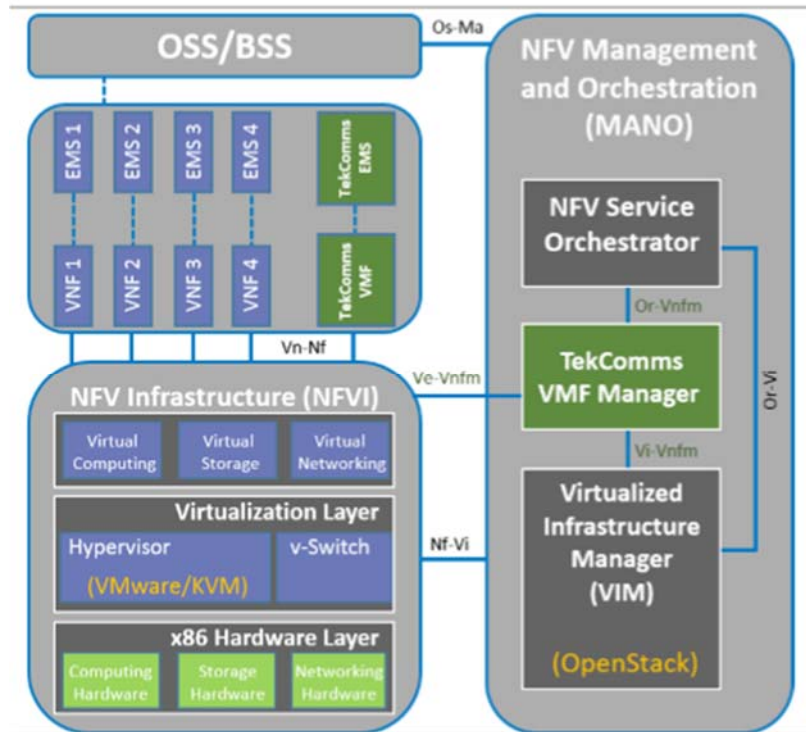 OSS/BSS
Os-Ma
NFV Management
and Orchestration
(MANO)
EMS 1
EMS 2
EMS 3
EMS 4
TekComms
EMS
VNF 1
VNF 2
VNF 3
VNF 4
TekComms
VMF
NFV Service
Orchestrator
Or-Vnfm
Vn-Nf
Ve-Vnfm
TekComms
VMF Manager
Or-Vi
NFV Infrastructure (NFVI)
Virtual
Computing
Virtual
Storage
Virtual
Networking
Vi-Vnfm
Virtualization Layer
Hypervisor
(VMware/KVM)
v-Switch
Nf-Vi
Virtualized
Infrastructure
Manager
(VIM)
(OpenStack)
x86 Hardware Layer
Computing
Hardware
Storage
Hardware
Networking
Hardware